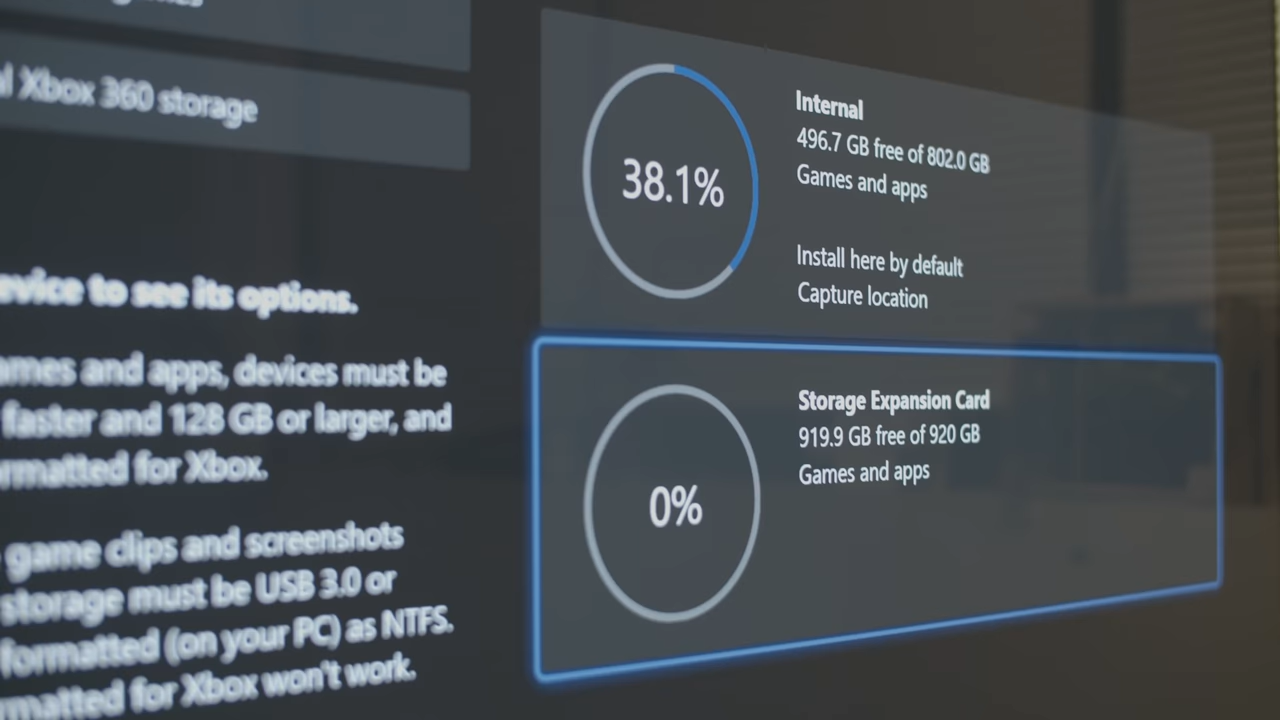 Xbox 360 storage
device to see its options.
games and apps, devices must be
faster and 128 GB or larger, and
formatted for Xbox.
game clips and screenshots
storage must be USB 3.0 or
formatted (on your PC) as NTFS.
formatted for Xbox won't work.
38.1%
Internal
496.7 GB free of 802.0 GB
Games and apps
Install here by default
Capture location
0%
Storage Expansion Card
919.9 GB free of 920 GB
Games and apps